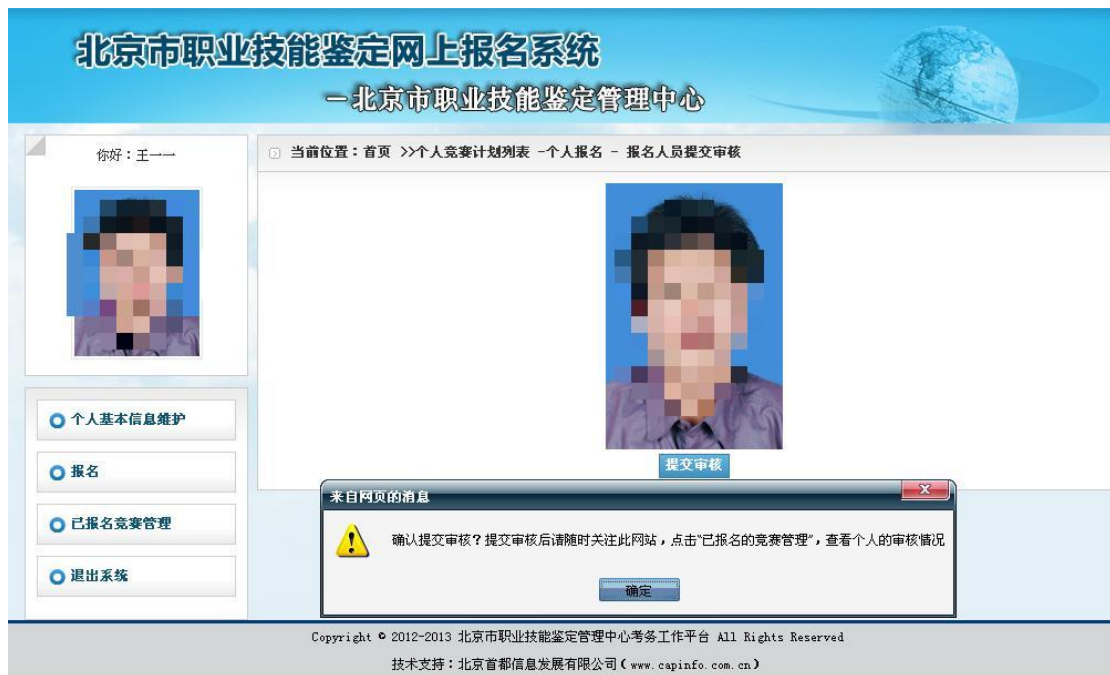 北京市职业技能鉴定网上报名系统
—北京市职业技能鉴定管理中心
你好：王一一
当前位置：首页 >>个人竞赛计划列表 -个人报名 - 报名人员提交审核
个人基本信息维护
报名
已报名竞赛管理
退出系统
提交审核
来自网页的消息
确认提交审核？提交审核后请随时关注此网站，点击“已报名的竞赛管理”，查看个人的审核情况
确定
Copyright © 2012-2013 北京市职业技能鉴定管理中心考务工作平台 All Rights Reserved
技术支持：北京首都信息发展有限公司(www.capinfo.com.cn)